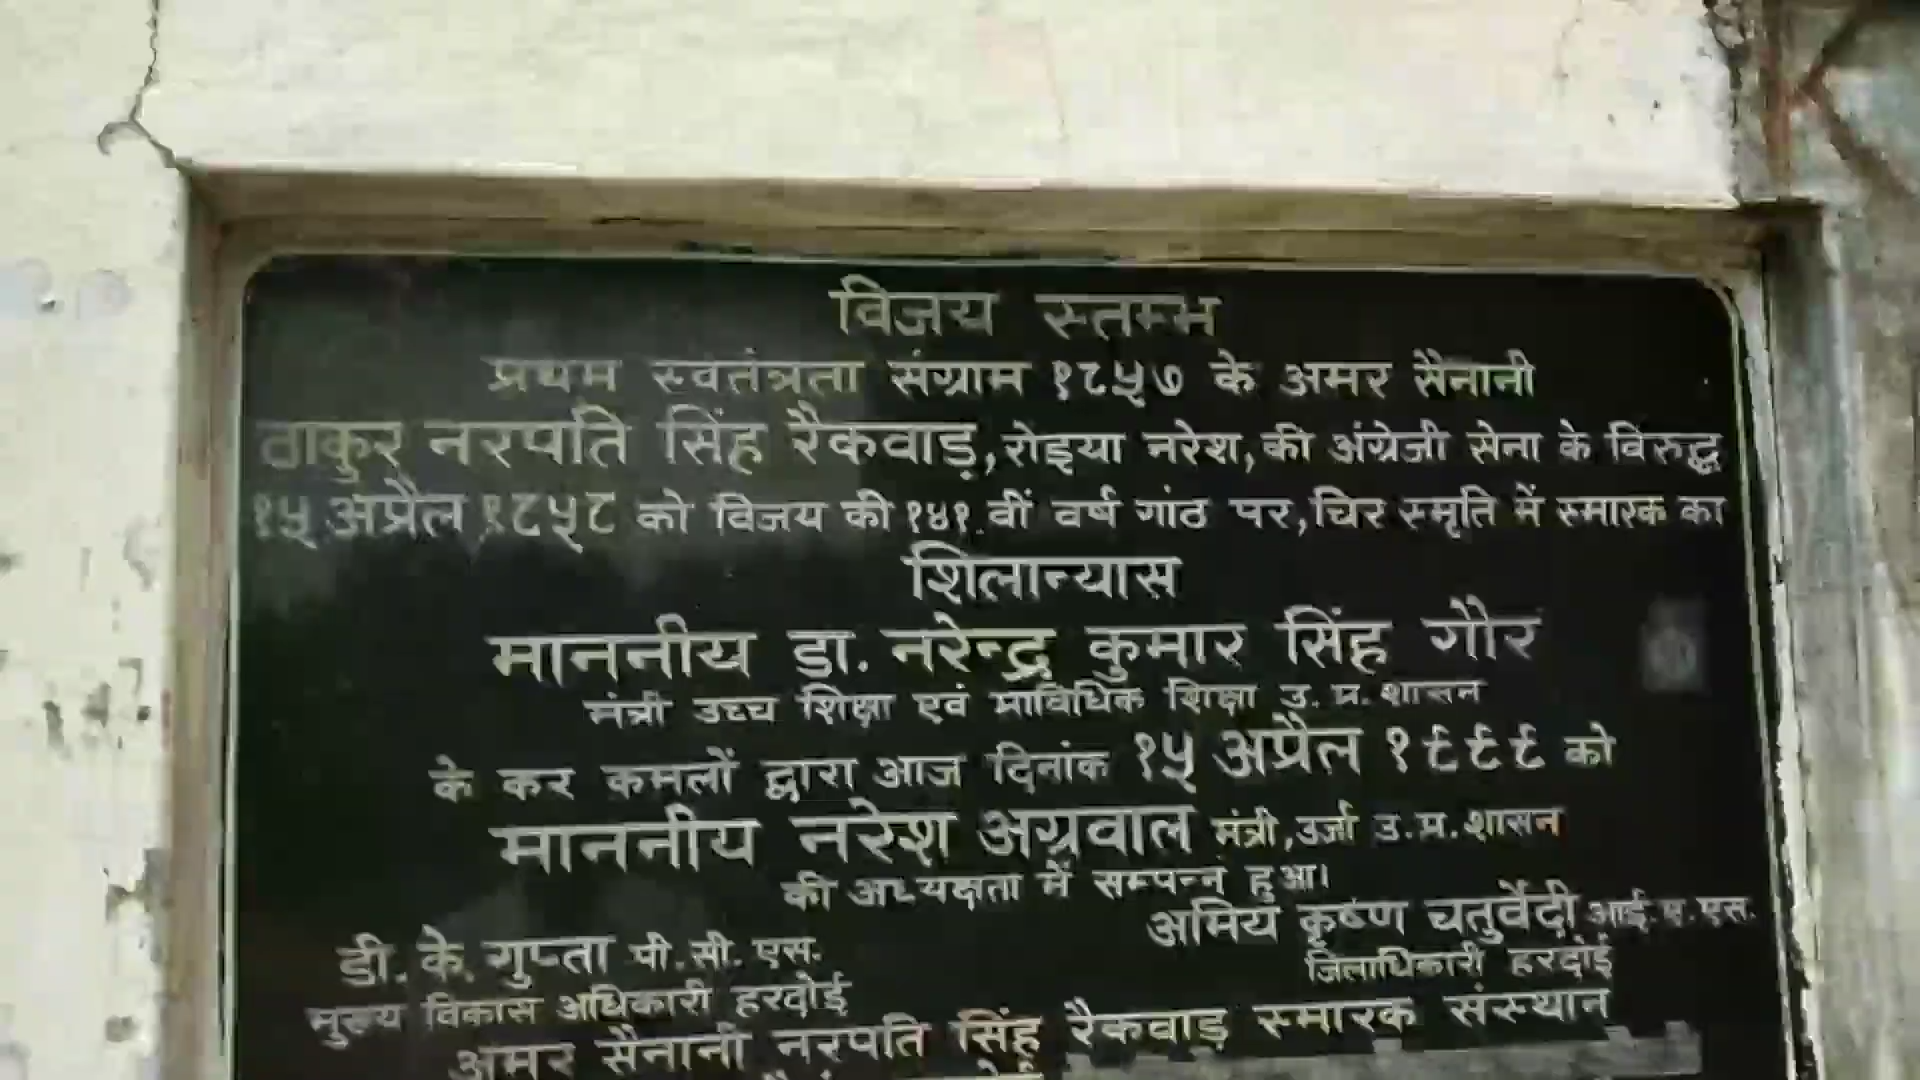 विजय स्तम्भ
प्रथम स्वतंत्रता संग्राम १८५७ के अमर सैनानी
ठाकुर नरपति सिंह रैकवाड़, रोइया नरेश, की अंग्रेजी सेना के विरुद्ध
१५ अप्रैल १८५८ को विजय की १४१ वीं वर्ष गांठ पर, चिर स्मृति में स्मारक का
शिलान्यास
माननीय डा. नरेन्द्र कुमार सिंह गौर
मंत्री उच्च शिक्षा एवं प्राविधिक शिक्षा उ. प्र. शासन
के कर कमलों द्वारा आज दिनांक १५ अप्रैल १९९९ को
माननीय नरेश अग्रवाल मंत्री, उर्जा उ.प्र. शासन
की अध्यक्षता में सम्पन्न हुआ।
अमिय कृष्ण चतुर्वेदी आई.ए.एस.
जिलाधिकारी हरदोई
डी. के. गुप्ता पी. सी. एस.
मुख्य विकास अधिकारी हरदोई
अमर सैनानी नरपति सिंह रैकवाड़ स्मारक संस्थान